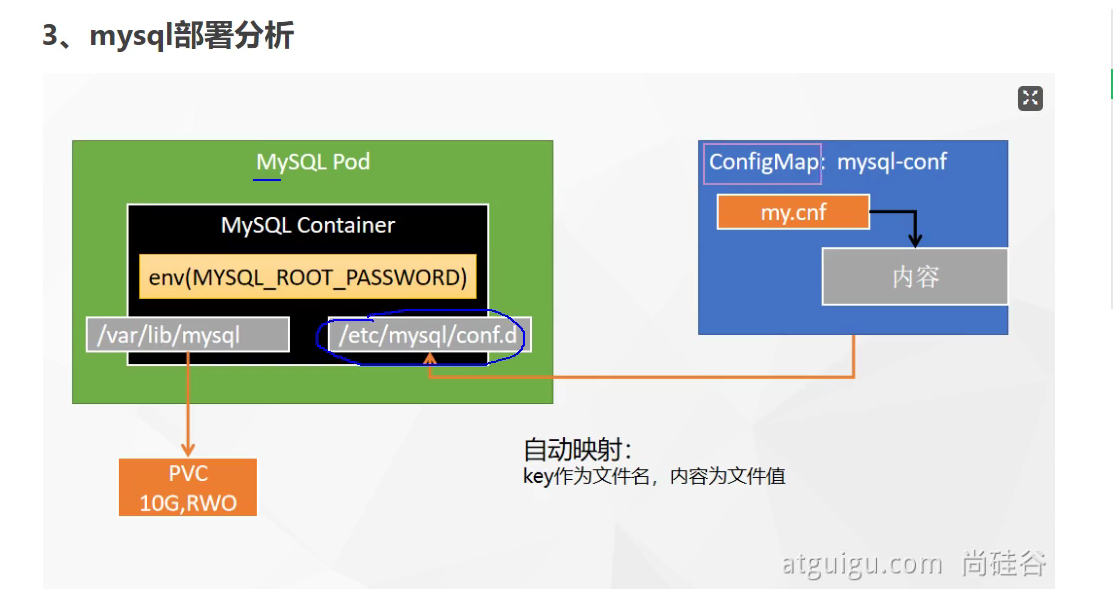 3、mysql部署分析
MySQL Pod
MySQL Container
env(MYSQL_ROOT_PASSWORD)
/var/lib/mysql
/etc/mysql/conf.d
PVC
10G,RWO
ConfigMap: mysql-conf
my.cnf
内容
自动映射：
key作为文件名，内容为文件值
atguigu.com 尚硅谷